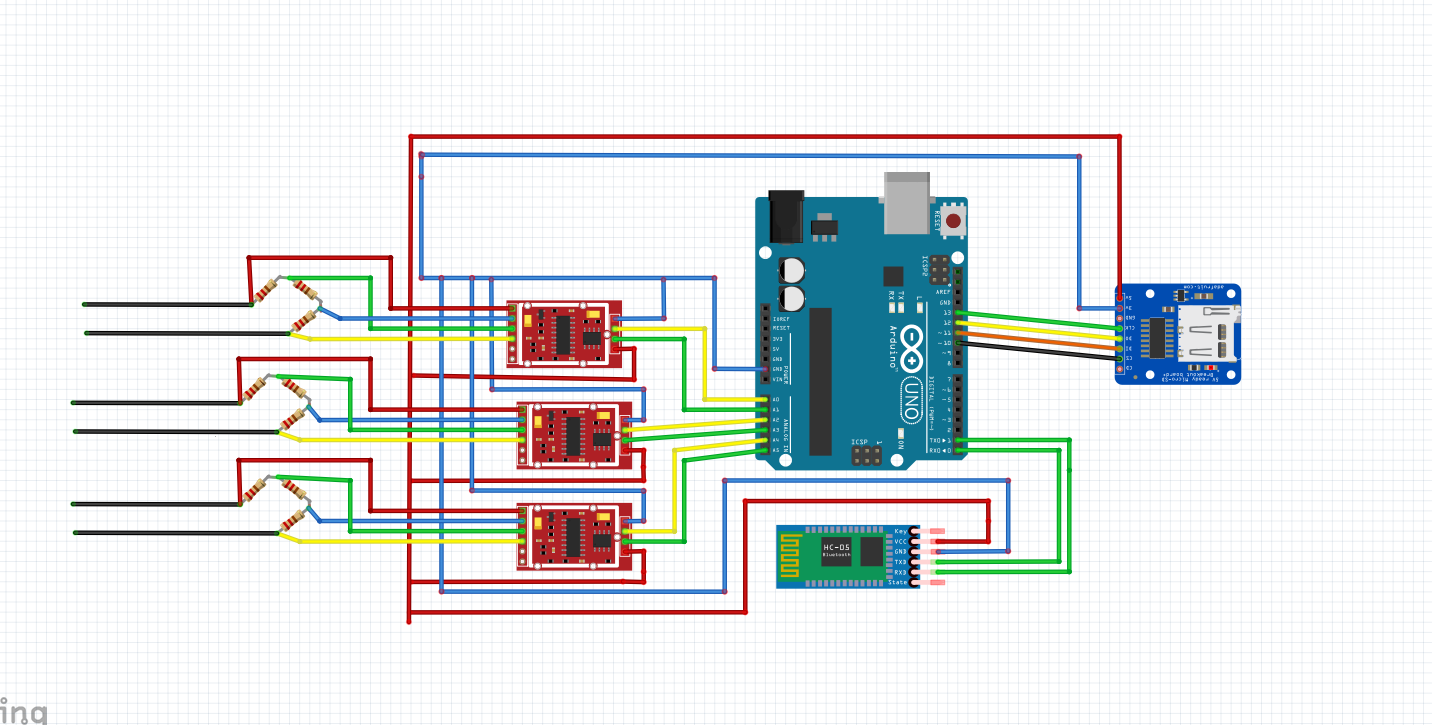 RESET
ICSP2
AREF
GND
IOREF
RESET
3V3
5V
GND
GND
VIN
POWER
A0
A1
A2
A3
A4
A5
ANALOG IN
RX
TX
L
Arduino
UNO
ON
ICSP
1
13
12
~11
~10
~9
8
7
~6
~5
4
~3
2
TXD▶1
RXD◀0
DIGITAL (PWM~)
adafruit.com
5V
3V
GND
CLK
DO
DI
CS
CD
5V ready Micro-SD
Breakout board+
HC-05
Bluetooth
Key
VCC
GND
TXD
RXD
State
ing